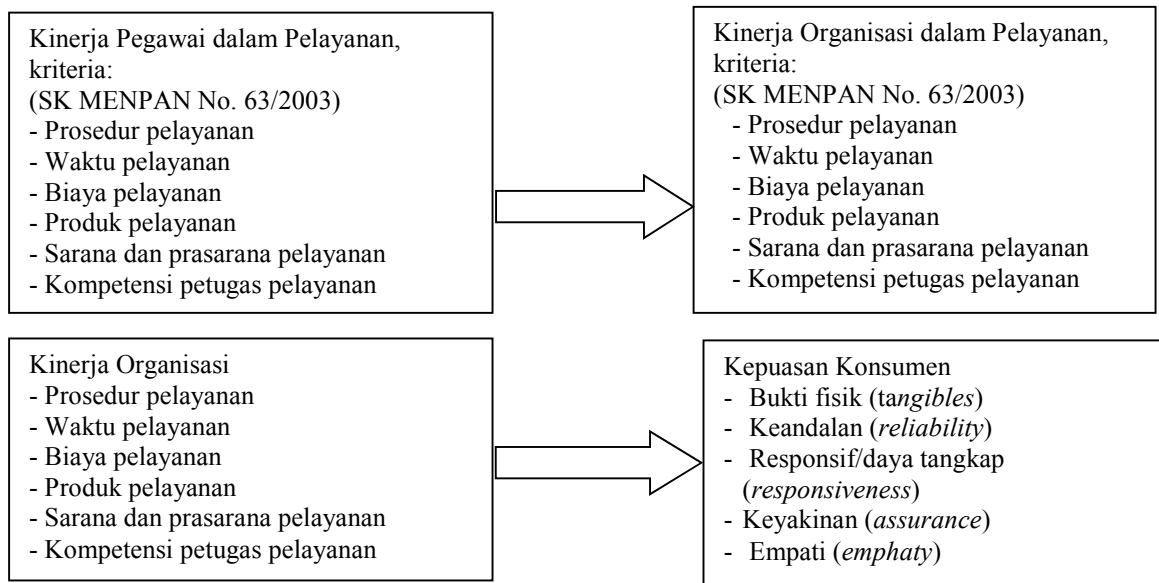 Kinerja Pegawai dalam Pelayanan,
kriteria:
(SK MENPAN No. 63/2003)
- Prosedur pelayanan
- Waktu pelayanan
- Biaya pelayanan
- Produk pelayanan
- Sarana dan prasarana pelayanan
- Kompetensi petugas pelayanan
Kinerja Organisasi dalam Pelayanan,
kriteria:
(SK MENPAN No. 63/2003)
- Prosedur pelayanan
- Waktu pelayanan
- Biaya pelayanan
- Produk pelayanan
- Sarana dan prasarana pelayanan
- Kompetensi petugas pelayanan
Kinerja Organisasi
- Prosedur pelayanan
- Waktu pelayanan
- Biaya pelayanan
- Produk pelayanan
- Sarana dan prasarana pelayanan
- Kompetensi petugas pelayanan
Kepuasan Konsumen
- Bukti fisik (tangibles)
- Keandalan (reliability)
- Responsif/daya tangkap
(responsiveness)
- Keyakinan (assurance)
- Empati (emphaty)